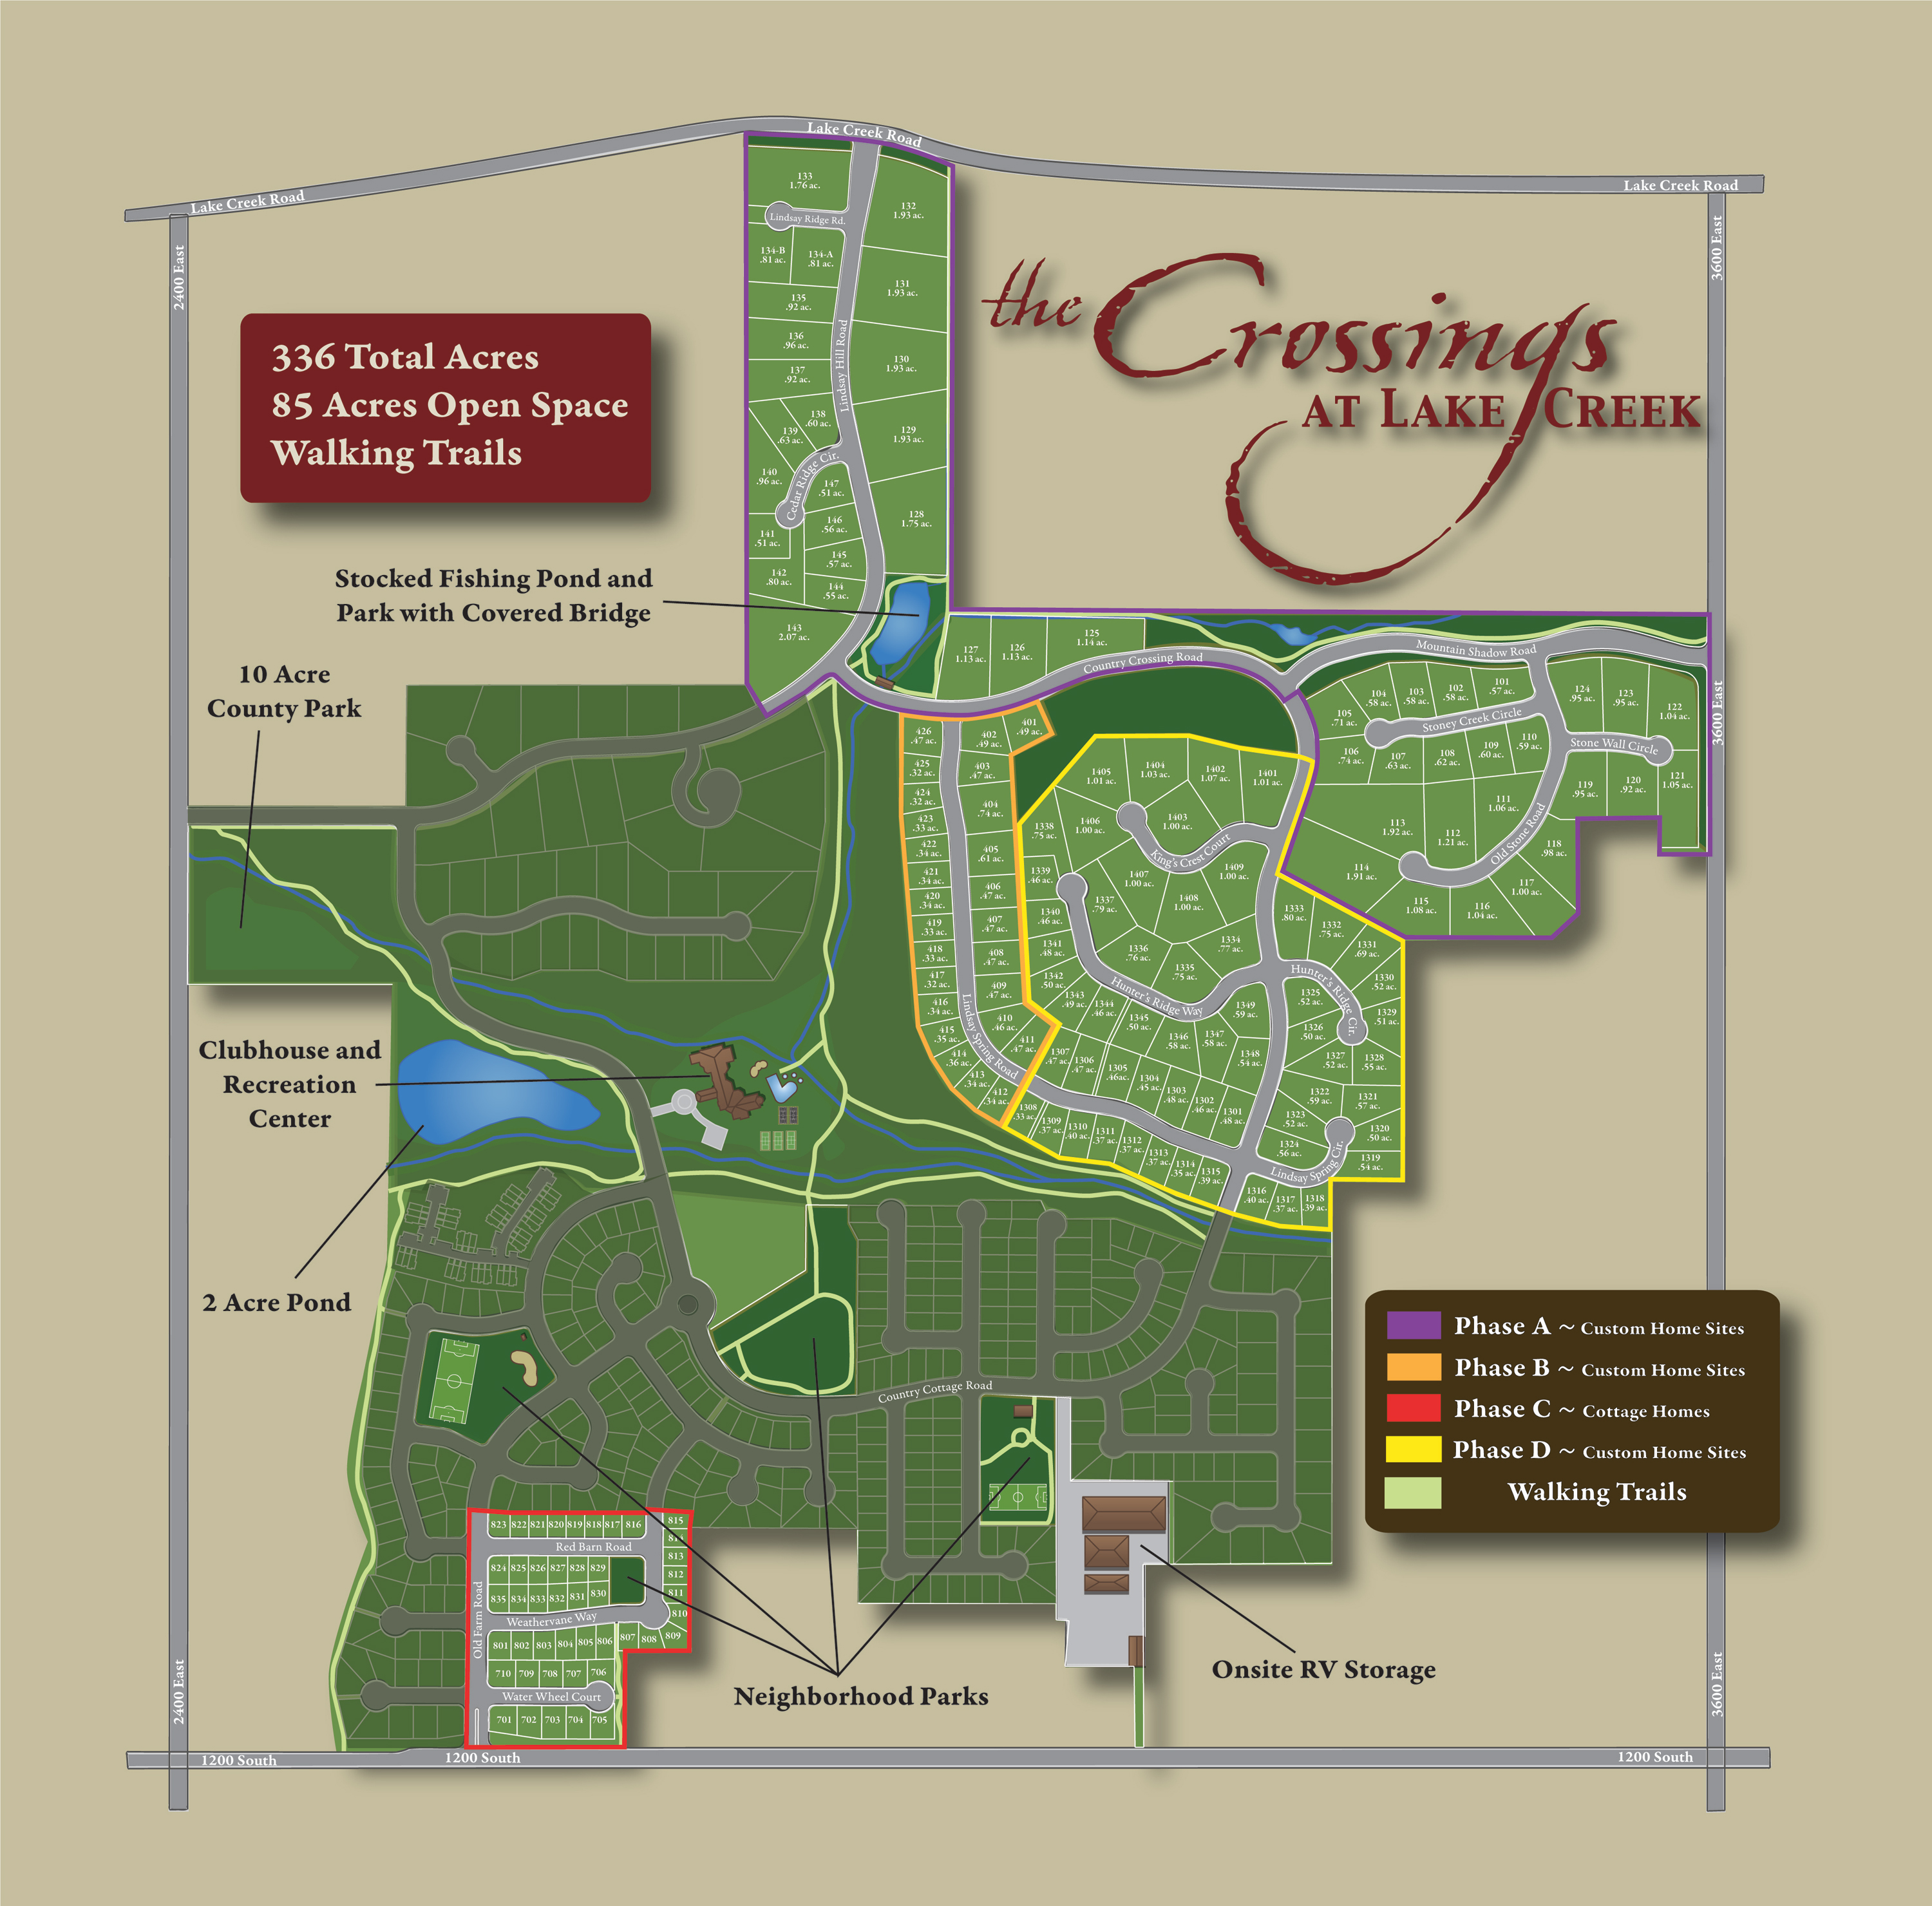 Lake Creek Road
Lake Creek Road
Lake Creek Road
2400 East
3600 East
the Crossings
AT LAKE CREEK
336 Total Acres
85 Acres Open Space
Walking Trails
133
1.76 ac.
132
1.93 ac.
Lindsay Ridge Rd.
134-B
.81 ac.
134-A
.81 ac.
131
1.93 ac.
135
.92 ac.
136
.96 ac.
Lindsay Hill Road
130
1.93 ac.
137
.92 ac.
138
.60 ac.
139
.63 ac.
129
1.93 ac.
140
.96 ac.
Cedar Ridge Cir.
147
.51 ac.
146
.56 ac.
128
1.75 ac.
141
.51 ac.
145
.57 ac.
142
.80 ac.
144
.55 ac.
143
2.07 ac.
Stocked Fishing Pond and
Park with Covered Bridge
127
1.13 ac.
126
1.13 ac.
125
1.14 ac.
Country Crossing Road
Mountain Shadow Road
3600 East
10 Acre
County Park
105
.71 ac.
104
.58 ac.
103
.58 ac.
102
.58 ac.
101
.57 ac.
124
.95 ac.
123
.95 ac.
122
1.04 ac.
Stoney Creek Circle
Stone Wall Circle
106
.74 ac.
107
.63 ac.
108
.62 ac.
109
.60 ac.
110
.59 ac.
119
.95 ac.
120
.92 ac.
121
1.05 ac.
111
1.06 ac.
113
1.92 ac.
112
1.21 ac.
Old Stone Road
118
.98 ac.
114
1.91 ac.
115
1.08 ac.
116
1.04 ac.
117
1.00 ac.
426
.47 ac.
402
.49 ac.
401
.49 ac.
425
.32 ac.
403
.47 ac.
424
.32 ac.
404
.74 ac.
423
.33 ac.
422
.34 ac.
405
.61 ac.
421
.34 ac.
406
.47 ac.
420
.34 ac.
407
.47 ac.
419
.33 ac.
418
.33 ac.
408
.47 ac.
417
.32 ac.
409
.47 ac.
416
.34 ac.
410
.46 ac.
415
.35 ac.
411
.47 ac.
414
.36 ac.
413
.34 ac.
412
.34 ac.
Lindsay Spring Road
1405
1.01 ac.
1404
1.03 ac.
1402
1.07 ac.
1401
1.01 ac.
1338
.75 ac.
1406
1.00 ac.
1403
1.00 ac.
King's Crest Court
1339
.46 ac.
1407
1.00 ac.
1409
1.00 ac.
1337
.79 ac.
1408
1.00 ac.
1340
.46 ac.
1333
.80 ac.
1332
.75 ac.
1341
.48 ac.
1336
.76 ac.
1334
.77 ac.
1331
.69 ac.
1342
.50 ac.
1335
.75 ac.
1330
.52 ac.
Hunter's Ridge Way
Hunter's Ridge Cir.
1343
.49 ac.
1344
.46 ac.
1345
.50 ac.
1349
.59 ac.
1325
.52 ac.
1329
.51 ac.
1346
.58 ac.
1347
.58 ac.
1326
.50 ac.
1348
.54 ac.
1327
.52 ac.
1328
.55 ac.
1307
.47 ac.
1306
.47 ac.
1305
.46ac.
1304
.45 ac.
1303
.48 ac.
1302
.46 ac.
1301
.48 ac.
1322
.59 ac.
1321
.57 ac.
1323
.52 ac.
1320
.50 ac.
1324
.56 ac.
1319
.54 ac.
Lindsay Spring Cir.
1308
.33 ac.
1309
.37 ac.
1310
.40 ac.
1311
.37 ac.
1312
.37 ac.
1313
.37 ac.
1314
.35 ac.
1315
.39 ac.
1316
.40 ac.
1317
.37 ac.
1318
.39 ac.
Clubhouse and
Recreation
Center
2 Acre Pond
Country Cottage Road
Phase A ~ Custom Home Sites
Phase B ~ Custom Home Sites
Phase C ~ Cottage Homes
Phase D ~ Custom Home Sites
Walking Trails
823 822 821 820 819 818 817 816
815
814
Red Barn Road
813
824 825 826 827 828 829
812
835 834 833 832 831 830
811
Weathervane Way
810
Old Farm Road
801 802 803 804 805 806 807 808 809
710 709 708 707 706
Water Wheel Court
701 702 703 704 705
Neighborhood Parks
Onsite RV Storage
2400 East
3600 East
1200 South
1200 South
1200 South